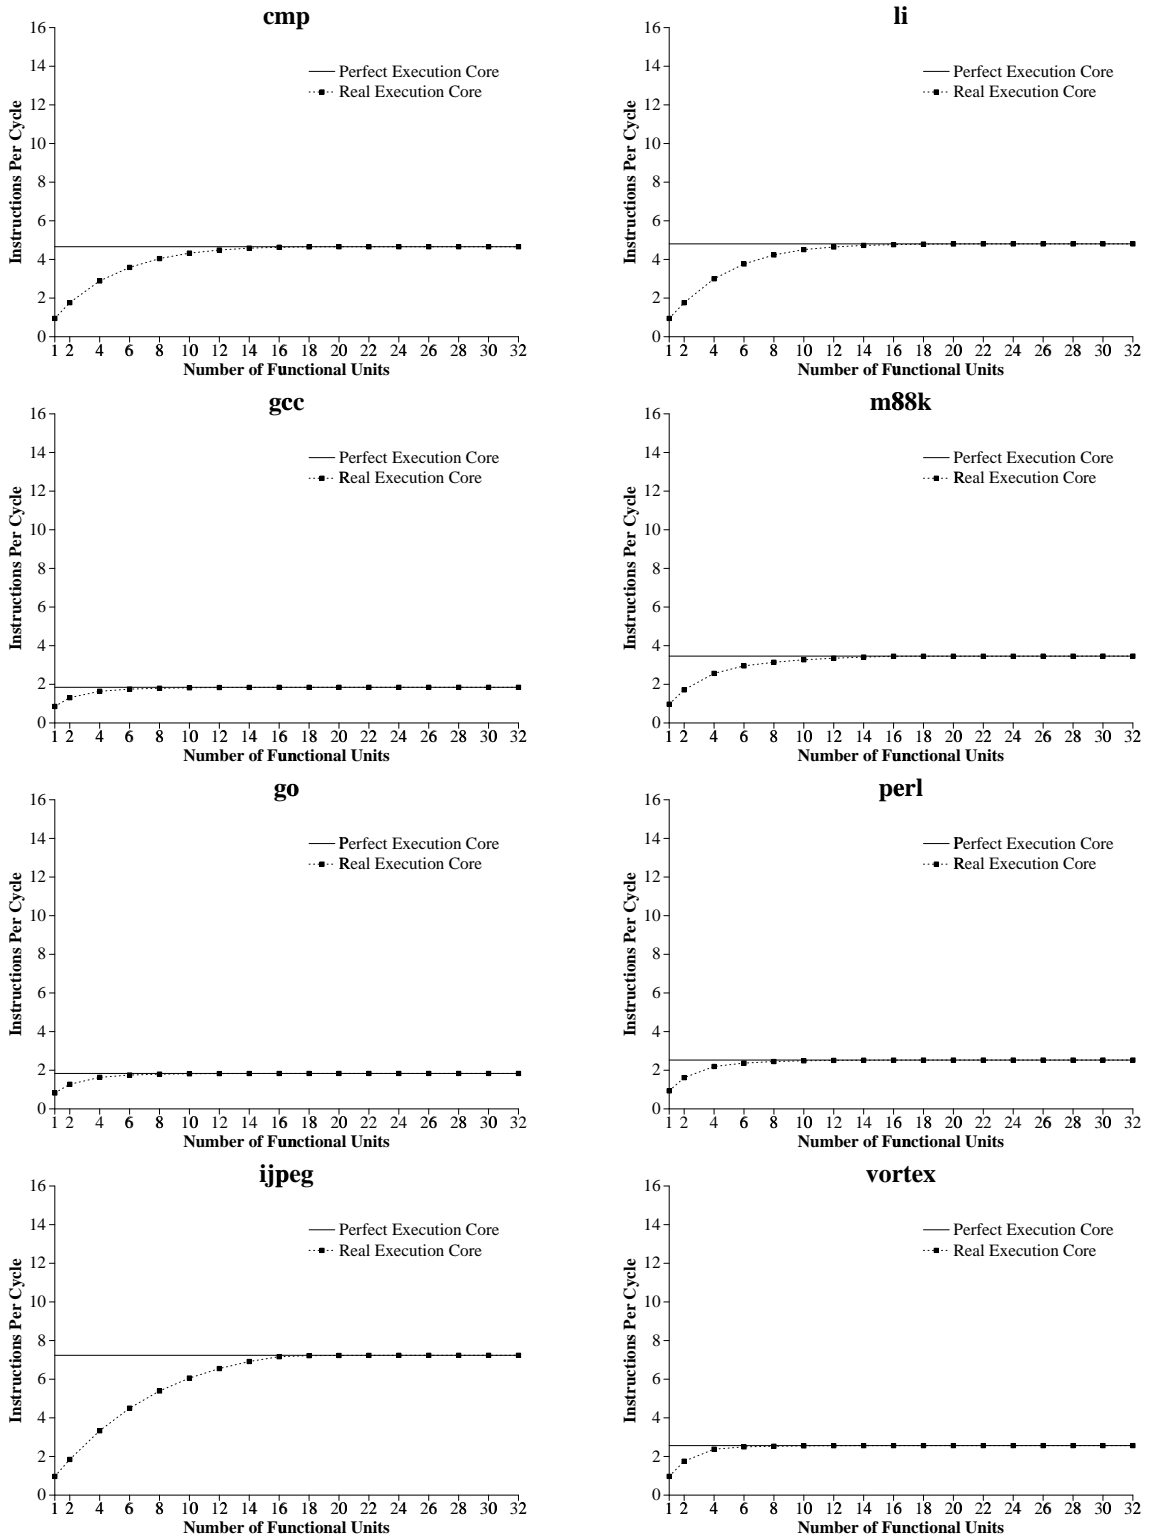 cmp
16
14
12
10
8
6
4
2
0
Instructions Per Cycle
Perfect Execution Core
Real Execution Core
1 2 4 6 8 10 12 14 16 18 20 22 24 26 28 30 32
Number of Functional Units
li
16
14
12
10
8
6
4
2
0
Instructions Per Cycle
Perfect Execution Core
Real Execution Core
1 2 4 6 8 10 12 14 16 18 20 22 24 26 28 30 32
Number of Functional Units
gcc
16
14
12
10
8
6
4
2
0
Instructions Per Cycle
Perfect Execution Core
Real Execution Core
1 2 4 6 8 10 12 14 16 18 20 22 24 26 28 30 32
Number of Functional Units
m88k
16
14
12
10
8
6
4
2
0
Instructions Per Cycle
Perfect Execution Core
Real Execution Core
1 2 4 6 8 10 12 14 16 18 20 22 24 26 28 30 32
Number of Functional Units
go
16
14
12
10
8
6
4
2
0
Instructions Per Cycle
Perfect Execution Core
Real Execution Core
1 2 4 6 8 10 12 14 16 18 20 22 24 26 28 30 32
Number of Functional Units
perl
16
14
12
10
8
6
4
2
0
Instructions Per Cycle
Perfect Execution Core
Real Execution Core
1 2 4 6 8 10 12 14 16 18 20 22 24 26 28 30 32
Number of Functional Units
ijpeg
16
14
12
10
8
6
4
2
0
Instructions Per Cycle
Perfect Execution Core
Real Execution Core
1 2 4 6 8 10 12 14 16 18 20 22 24 26 28 30 32
Number of Functional Units
vortex
16
14
12
10
8
6
4
2
0
Instructions Per Cycle
Perfect Execution Core
Real Execution Core
1 2 4 6 8 10 12 14 16 18 20 22 24 26 28 30 32
Number of Functional Units